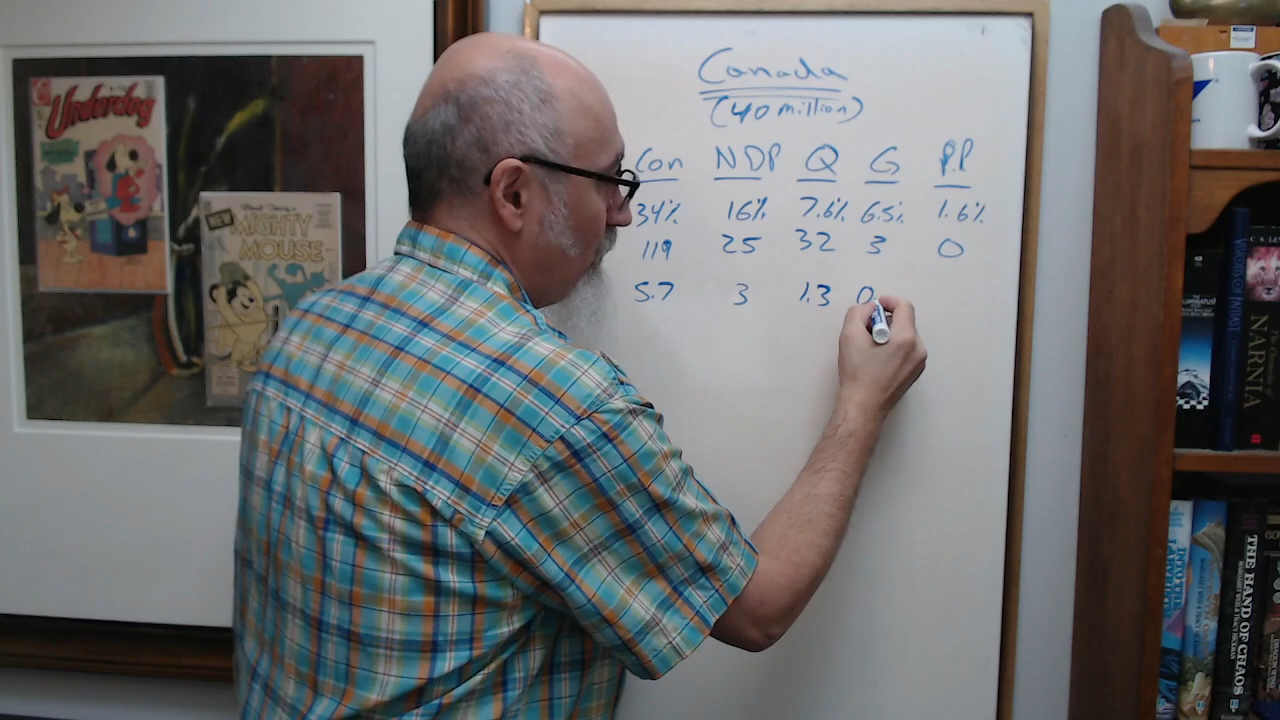 Underdog
NEW
MIGHTY
MOUSE
Canada
(40 million)
Con NDP Q G P.P
34% 16% 7.6% 6.5% 1.6%
119 25 32 3 0
5.7 3 1.3 0
NARNIA
THE HAND OF CHAOS